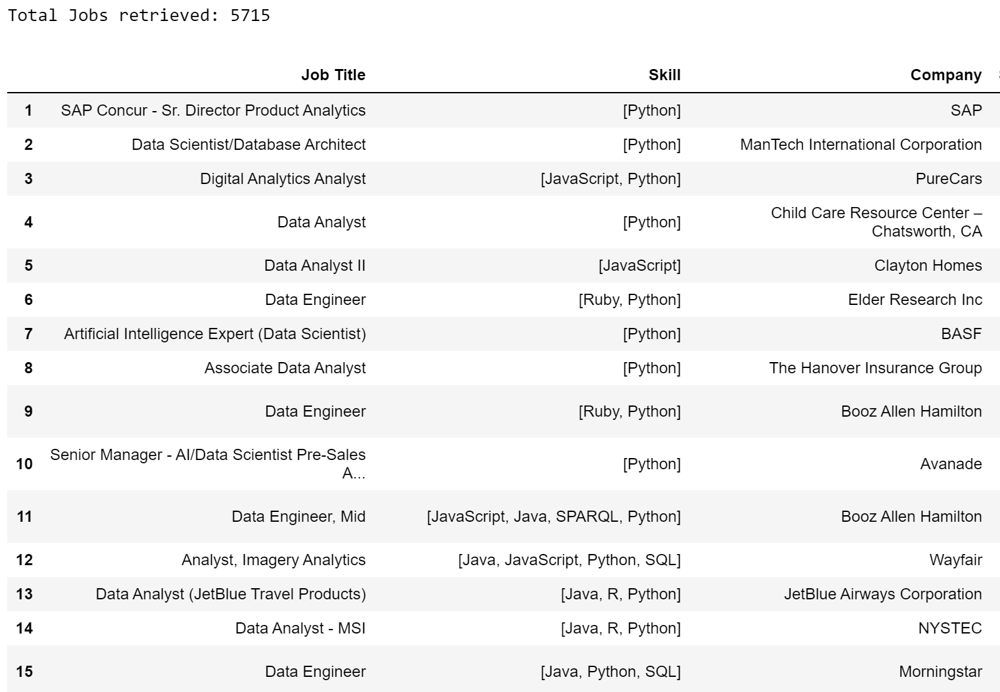 Total Jobs retrieved: 5715
Job Title Skill Company
1 SAP Concur - Sr. Director Product Analytics [Python] SAP
2 Data Scientist/Database Architect [Python] ManTech International Corporation
3 Digital Analytics Analyst [JavaScript, Python] PureCars
4 Data Analyst [Python] Child Care Resource Center –
Chatsworth, CA
5 Data Analyst II [JavaScript] Clayton Homes
6 Data Engineer [Ruby, Python] Elder Research Inc
7 Artificial Intelligence Expert (Data Scientist) [Python] BASF
8 Associate Data Analyst [Python] The Hanover Insurance Group
9 Data Engineer [Ruby, Python] Booz Allen Hamilton
10 Senior Manager - AI/Data Scientist Pre-Sales [Python] Avanade
A...
11 Data Engineer, Mid [JavaScript, Java, SPARQL, Python] Booz Allen Hamilton
12 Analyst, Imagery Analytics [Java, JavaScript, Python, SQL] Wayfair
13 Data Analyst (JetBlue Travel Products) [Java, R, Python] JetBlue Airways Corporation
14 Data Analyst - MSI [Java, R, Python] NYSTEC
15 Data Engineer [Java, Python, SQL] Morningstar